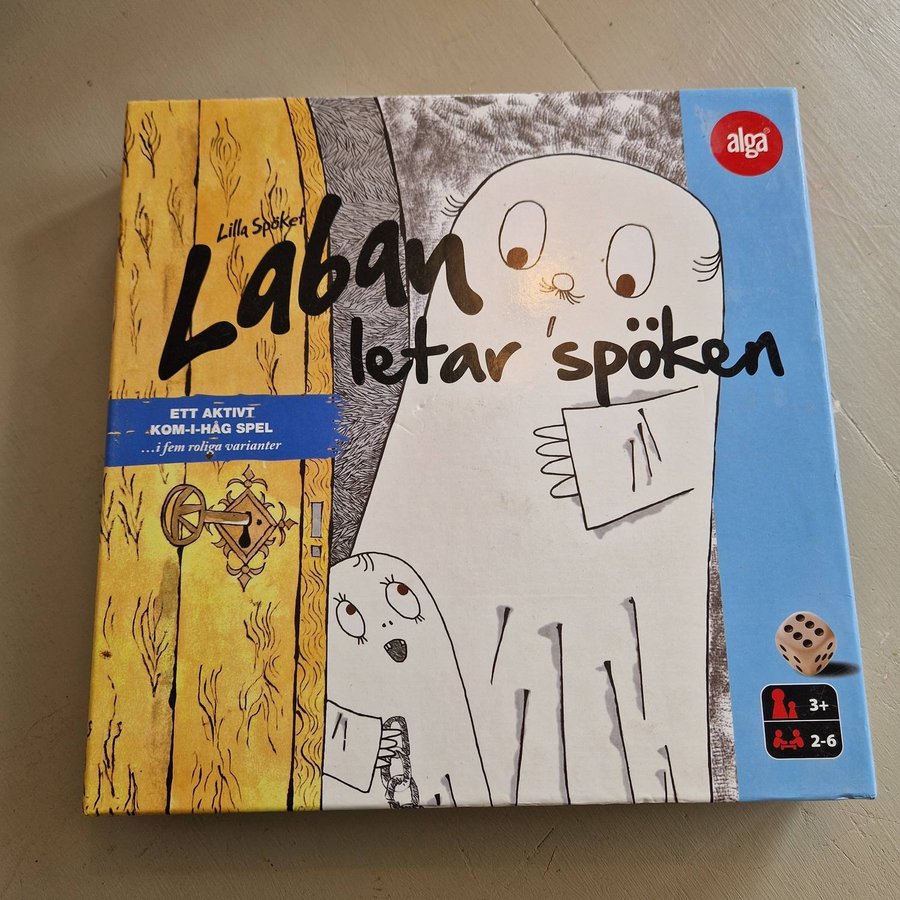 alga
Lilla Spöket
Laban
letar spöken
ETT AKTIVT
KOM-I-HÅG SPEL
...i fem roliga varianter
3+
2-6